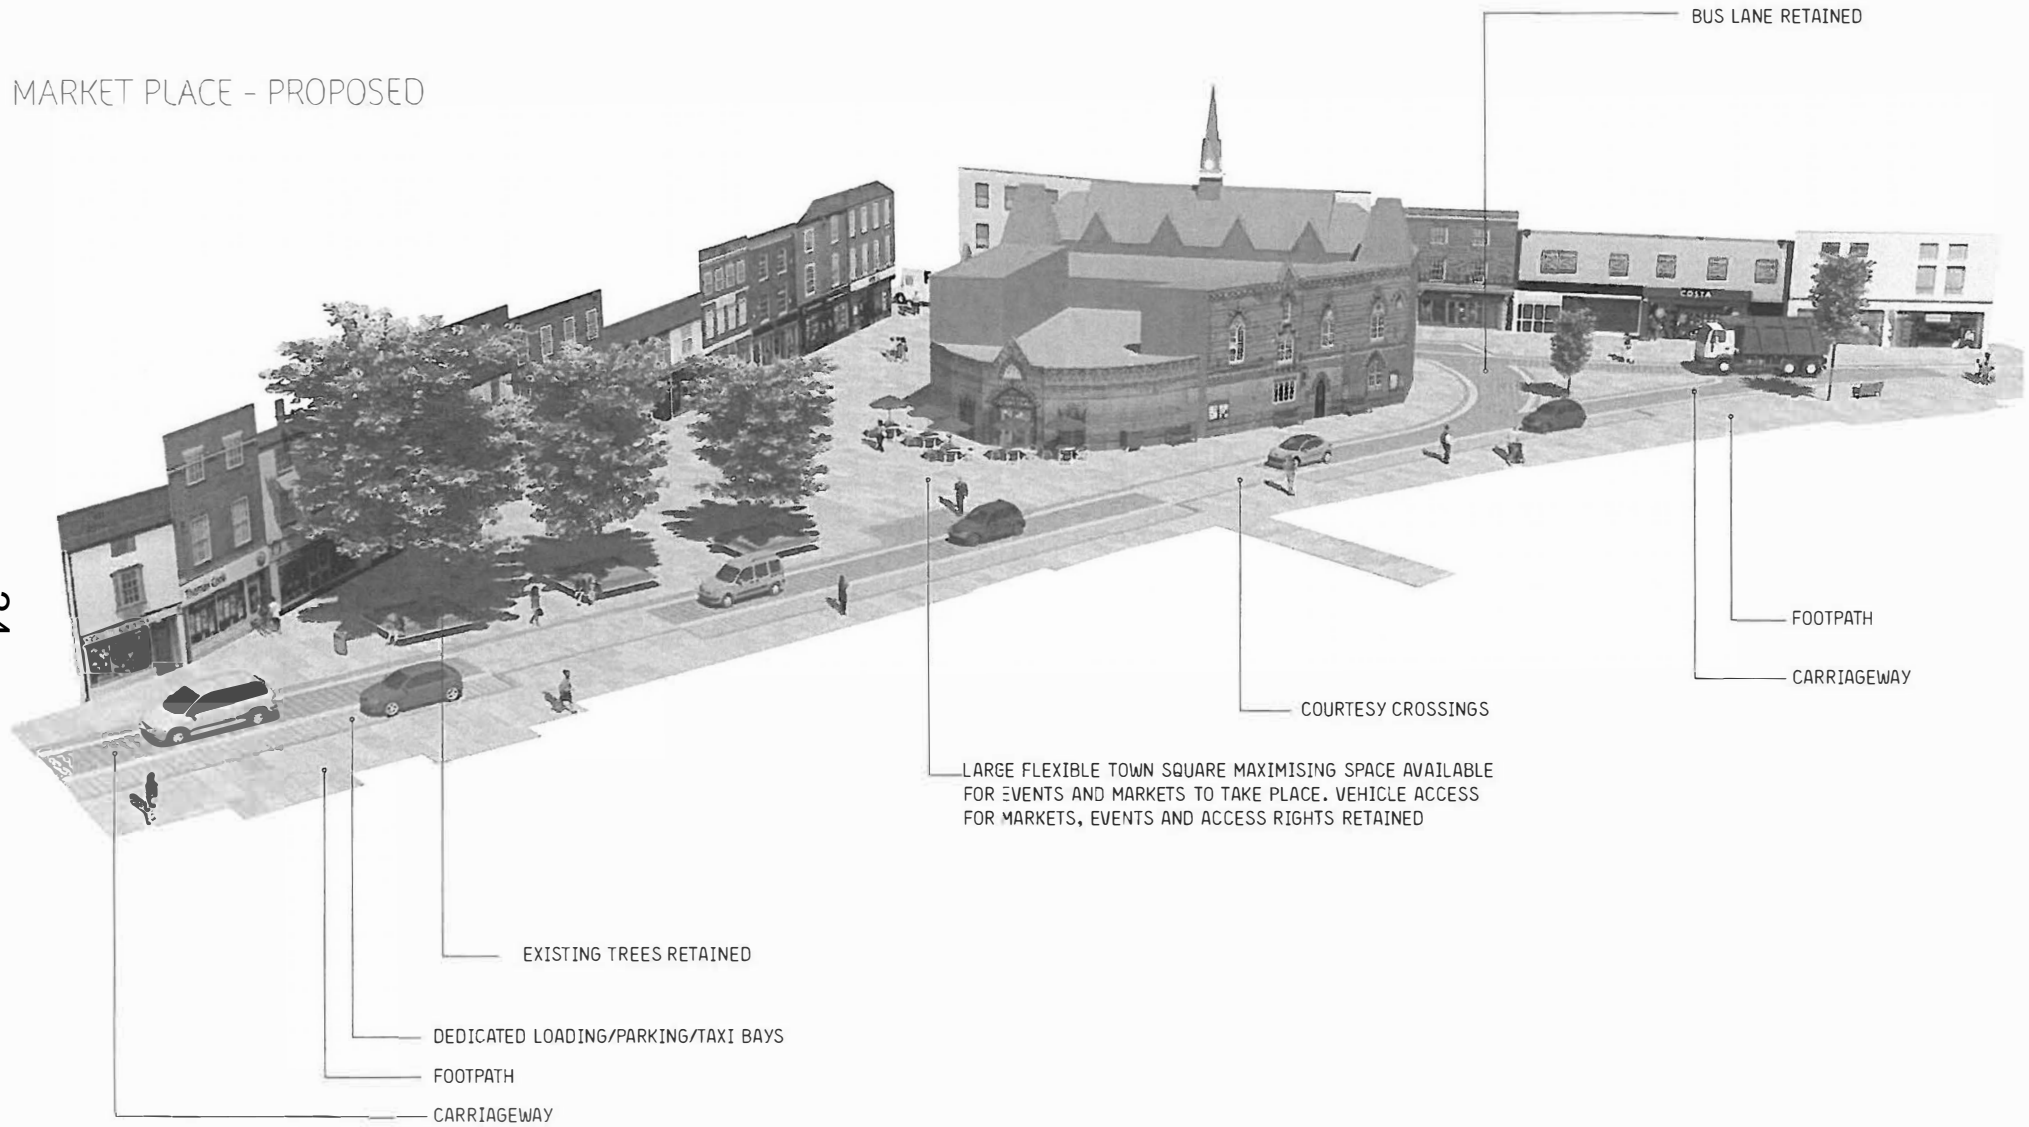 BUS LANE RETAINED
MARKET PLACE - PROPOSED
COSTA
Thomas Cook
FOOTPATH
CARRIAGEWAY
COURTESY CROSSINGS
LARGE FLEXIBLE TOWN SQUARE MAXIMISING SPACE AVAILABLE
FOR EVENTS AND MARKETS TO TAKE PLACE. VEHICLE ACCESS
FOR MARKETS, EVENTS AND ACCESS RIGHTS RETAINED
EXISTING TREES RETAINED
DEDICATED LOADING/PARKING/TAXI BAYS
FOOTPATH
CARRIAGEWAY